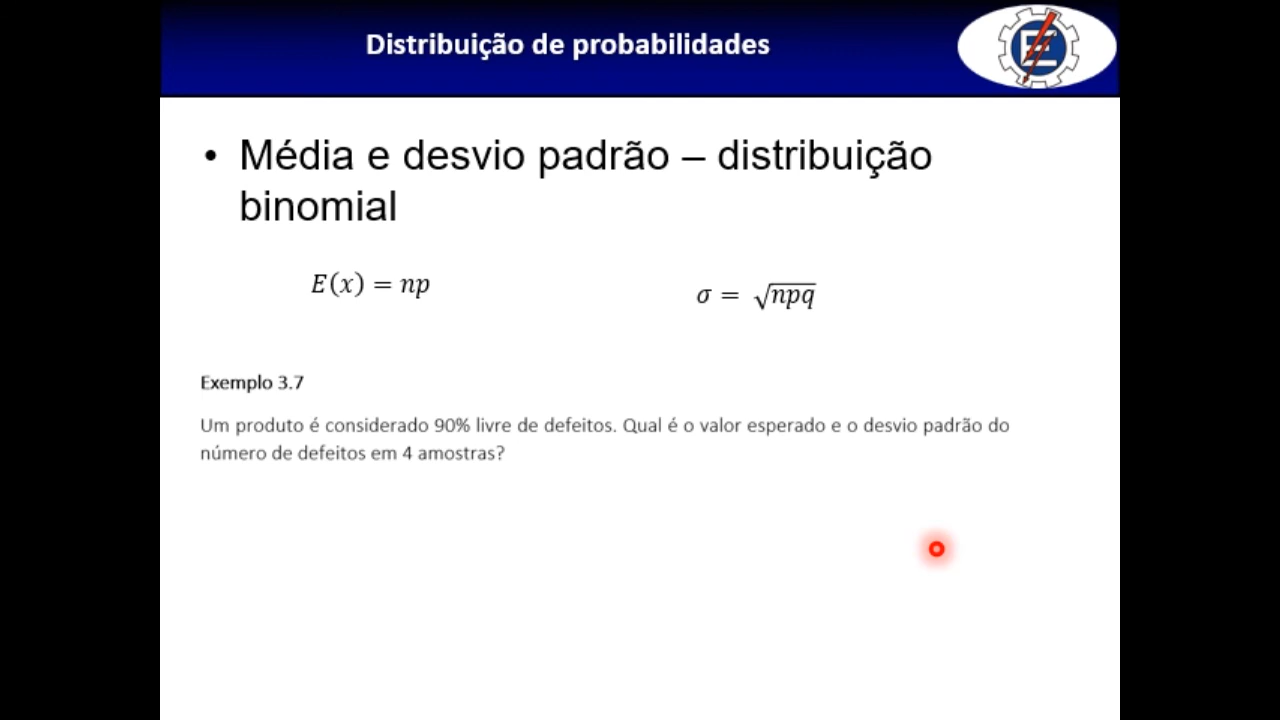 Distribuição de probabilidades
• Média e desvio padrão – distribuição
binomial
E(x) = np
σ = √npq
Exemplo 3.7
Um produto é considerado 90% livre de defeitos. Qual é o valor esperado e o desvio padrão do
número de defeitos em 4 amostras?